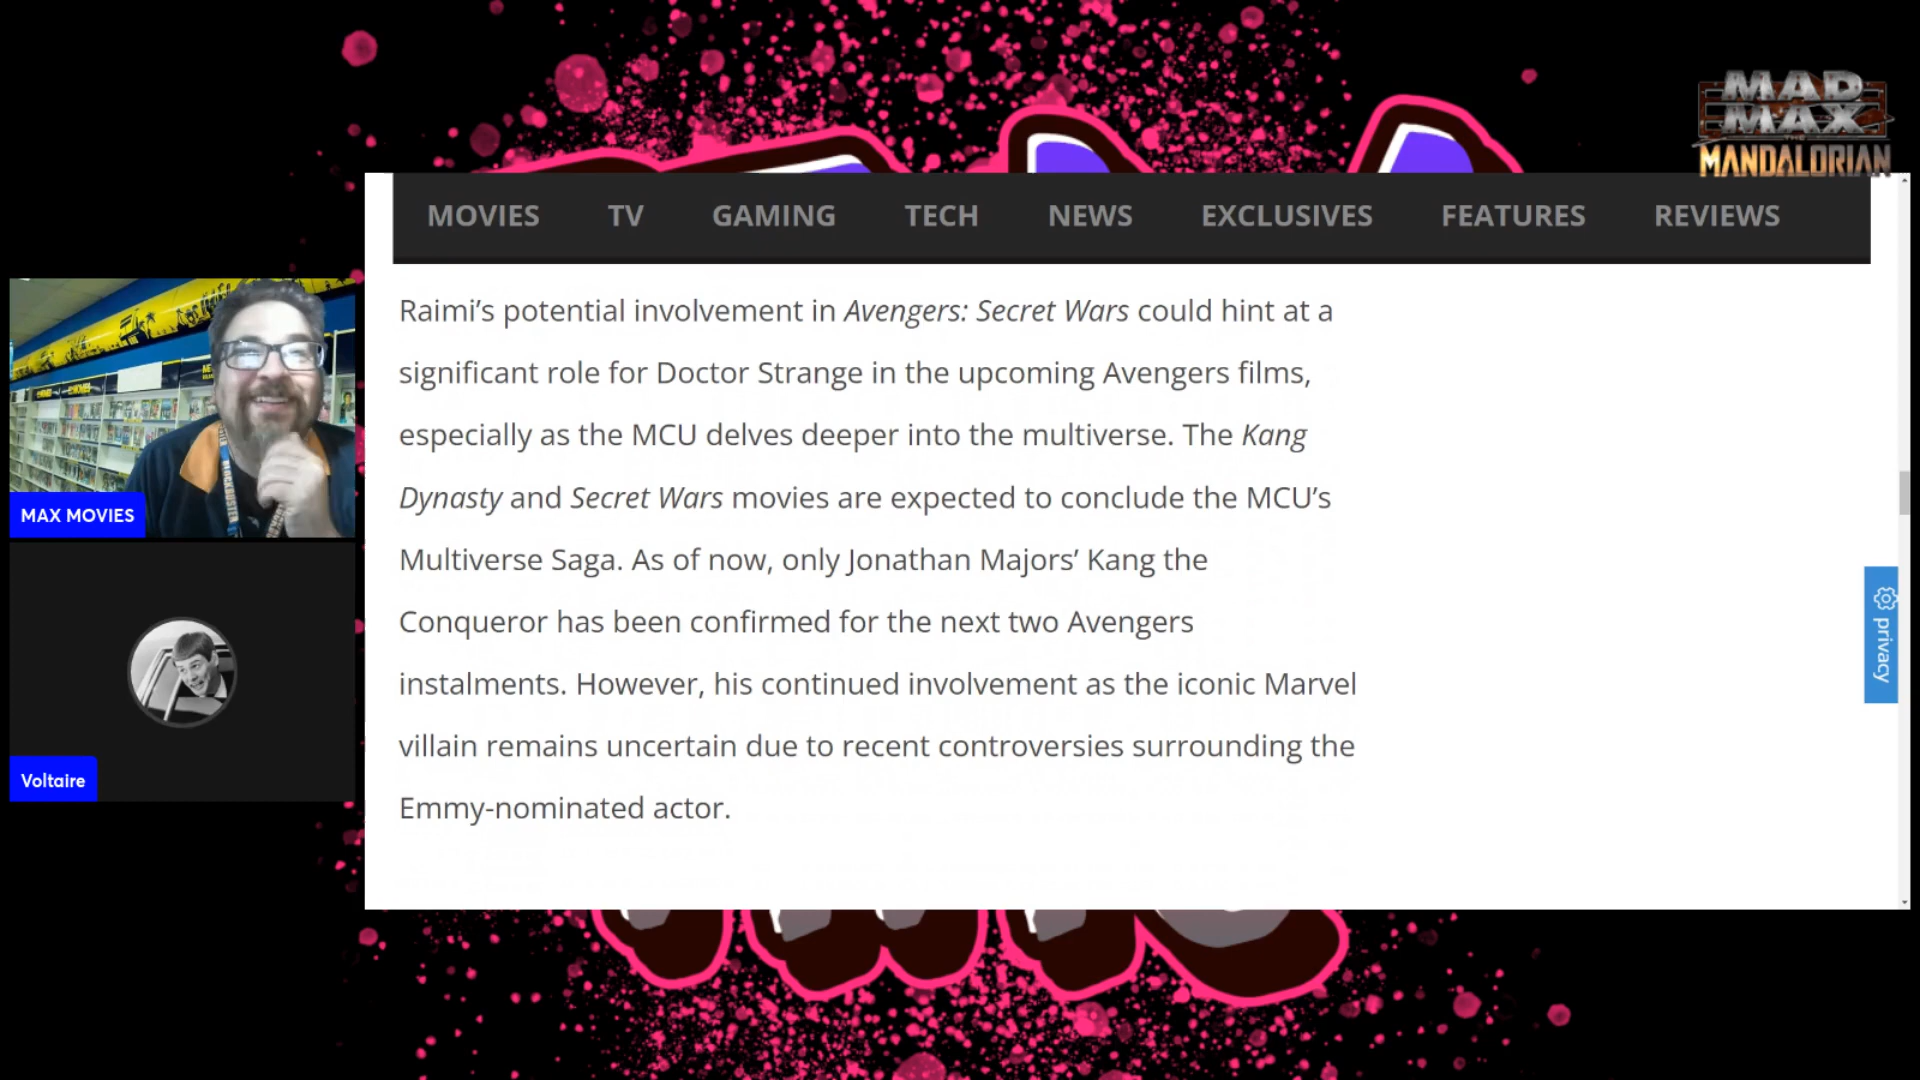 MAD
MAX
THE
MANDALORIAN
MOVIES TV GAMING TECH NEWS EXCLUSIVES FEATURES REVIEWS
Raimi’s potential involvement in Avengers: Secret Wars could hint at a
significant role for Doctor Strange in the upcoming Avengers films,
especially as the MCU delves deeper into the multiverse. The Kang
Dynasty and Secret Wars movies are expected to conclude the MCU’s
Multiverse Saga. As of now, only Jonathan Majors’ Kang the
Conqueror has been confirmed for the next two Avengers
instalments. However, his continued involvement as the iconic Marvel
villain remains uncertain due to recent controversies surrounding the
Emmy-nominated actor.
privacy
BLOCKBUSTER
MAX MOVIES
Voltaire